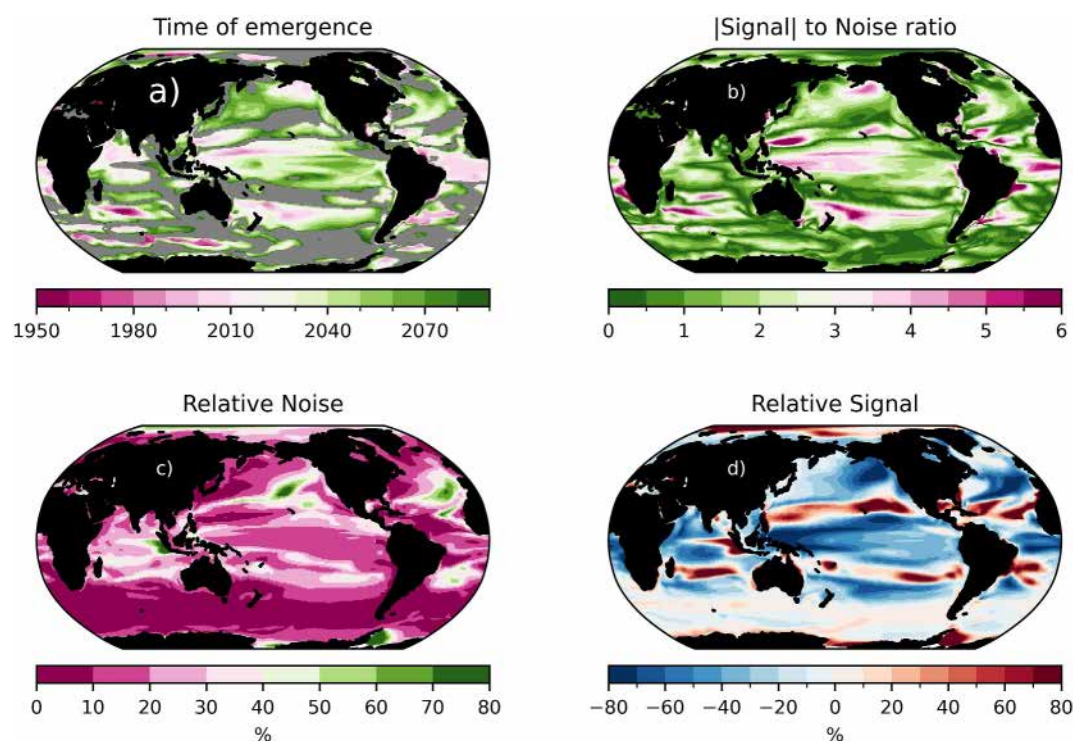 Time of emergence
|Signal| to Noise ratio
a)
b)
1950 1980 2010 2040 2070
0 1 2 3 4 5 6
Relative Noise
Relative Signal
c)
d)
0 10 20 30 40 50 60 70 80
%
−80 −60 −40 −20 0 20 40 60 80
%